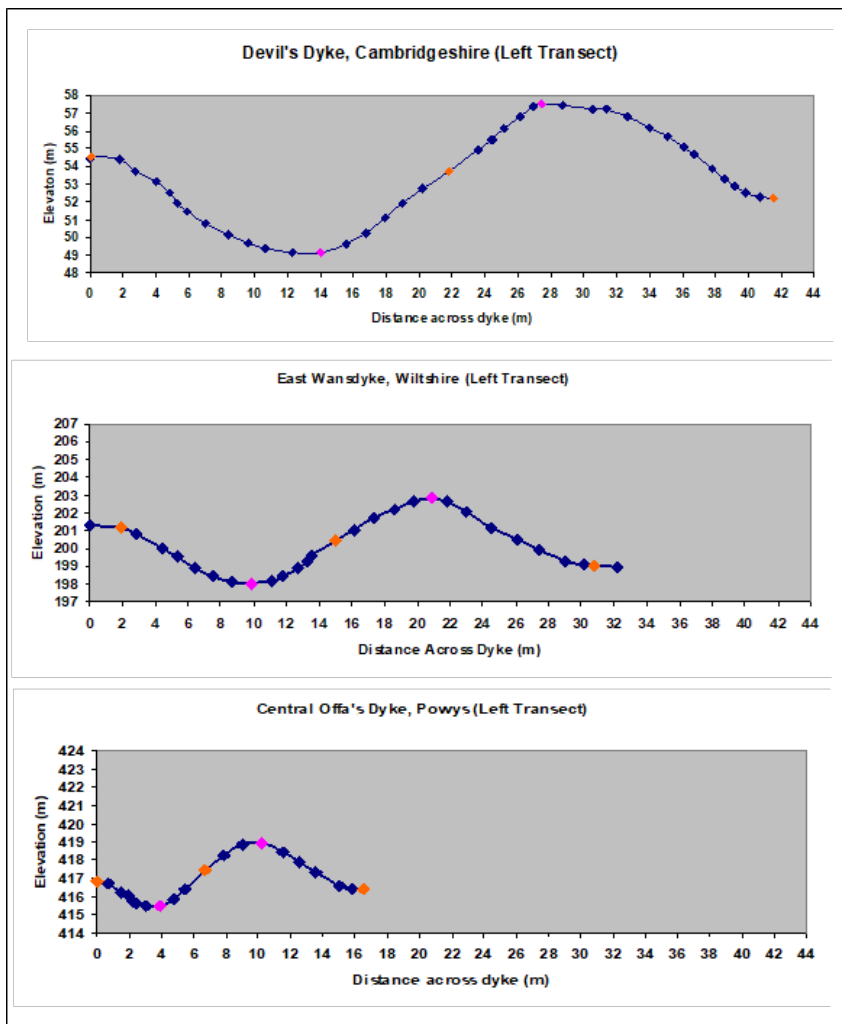 Devil's Dyke, Cambridgeshire (Left Transect)
58
57
56
55
54
53
52
51
50
49
48
Elevaton (m)
0 2 4 6 8 10 12 14 16 18 20 22 24 26 28 30 32 34 36 38 40 42 44
Distance across dyke (m)
East Wansdyke, Wiltshire (Left Transect)
207
206
205
204
203
202
201
200
199
198
197
Elevation (m)
0 2 4 6 8 10 12 14 16 18 20 22 24 26 28 30 32 34 36 38 40 42 44
Distance Across Dyke (m)
Central Offa's Dyke, Powys (Left Transect)
424
423
422
421
420
419
418
417
416
415
414
Elevation (m)
0 2 4 6 8 10 12 14 16 18 20 22 24 26 28 30 32 34 36 38 40 42 44
Distance across dyke (m)